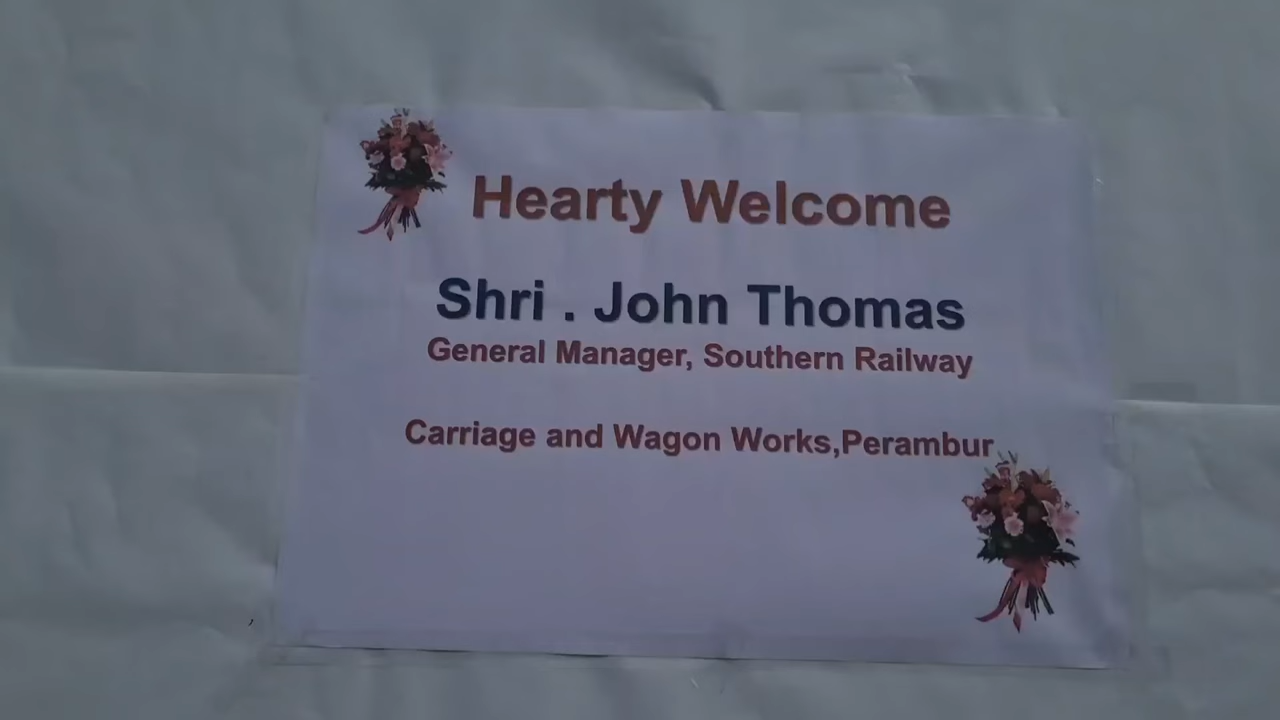 Hearty Welcome
Shri . John Thomas
General Manager, Southern Railway
Carriage and Wagon Works,Perambur